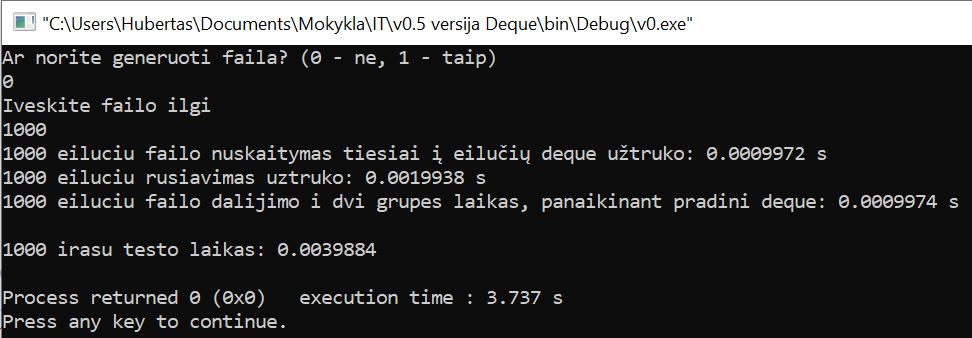 "C:\Users\Hubertas\Documents\Mokykla\IT\v0.5 versija Deque\bin\Debug\v0.exe"
Ar norite generuoti faila? (0 - ne, 1 - taip)
0
Iveskite failo ilgi
1000
1000 eiluciu failo nuskaitymas tiesiai į eilučių deque užtruko: 0.0009972 s
1000 eiluciu rusiavimas uztruko: 0.0019938 s
1000 eiluciu failo dalijimo i dvi grupes laikas, panaikinant pradini deque: 0.0009974 s
1000 irasu testo laikas: 0.0039884
Process returned 0 (0x0)   execution time : 3.737 s
Press any key to continue.